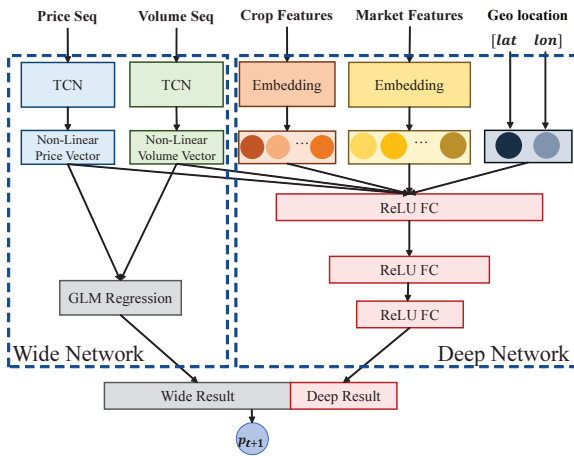 Price Seq
Volume Seq
Crop Features
Market Features
Geo location
[lat lon]
TCN
TCN
Embedding
Embedding
Non-Linear
Price Vector
Non-Linear
Volume Vector
...
...
ReLU FC
ReLU FC
GLM Regression
ReLU FC
Wide Network
Deep Network
Wide Result
Deep Result
p_{t+1}